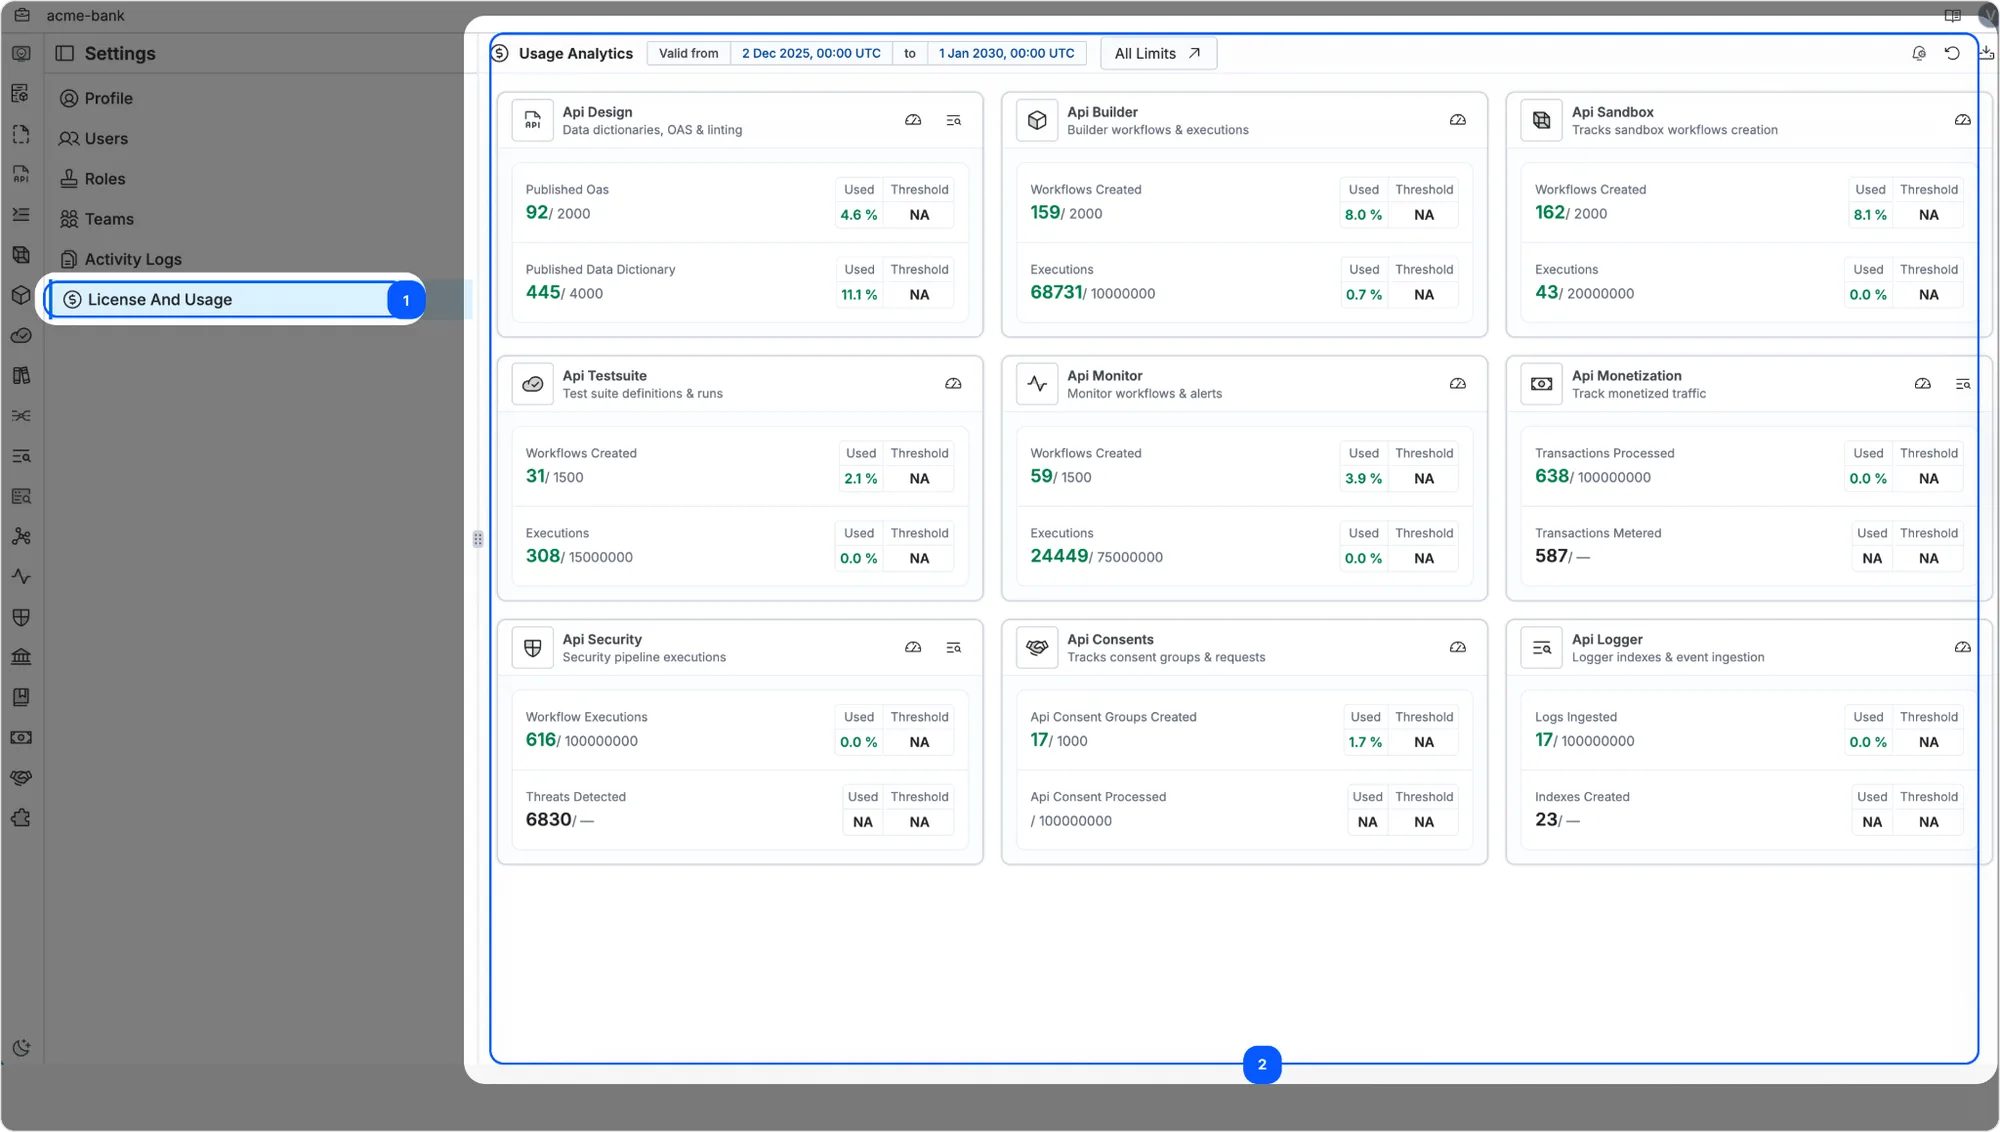 acme-bank
Settings
Profile
Users
Roles
Teams
Activity Logs
License And Usage
1
Usage Analytics
Valid from 2 Dec 2025, 00:00 UTC to 1 Jan 2030, 00:00 UTC
All Limits
Api Design
Data dictionaries, OAS & linting
Published Oas
92/ 2000
Used Threshold
4.6 % NA
Published Data Dictionary
445/ 4000
Used Threshold
11.1 % NA
Api Builder
Builder workflows & executions
Workflows Created
159/ 2000
Used Threshold
8.0 % NA
Executions
68731/ 10000000
Used Threshold
0.7 % NA
Api Sandbox
Tracks sandbox workflows creation
Workflows Created
162/ 2000
Used Threshold
8.1 % NA
Executions
43/ 20000000
Used Threshold
0.0 % NA
Api Testsuite
Test suite definitions & runs
Workflows Created
31/ 1500
Used Threshold
2.1 % NA
Executions
308/ 15000000
Used Threshold
0.0 % NA
Api Monitor
Monitor workflows & alerts
Workflows Created
59/ 1500
Used Threshold
3.9 % NA
Executions
24449/ 75000000
Used Threshold
0.0 % NA
Api Monetization
Track monetized traffic
Transactions Processed
638/ 100000000
Used Threshold
0.0 % NA
Transactions Metered
587/ —
Used Threshold
NA NA
Api Security
Security pipeline executions
Workflow Executions
616/ 100000000
Used Threshold
0.0 % NA
Threats Detected
6830/ —
Used Threshold
NA NA
Api Consents
Tracks consent groups & requests
Api Consent Groups Created
17/ 1000
Used Threshold
1.7 % NA
Api Consent Processed
/ 100000000
Used Threshold
NA NA
Api Logger
Logger indexes & event ingestion
Logs Ingested
17/ 100000000
Used Threshold
0.0 % NA
Indexes Created
23/ —
Used Threshold
NA NA
2